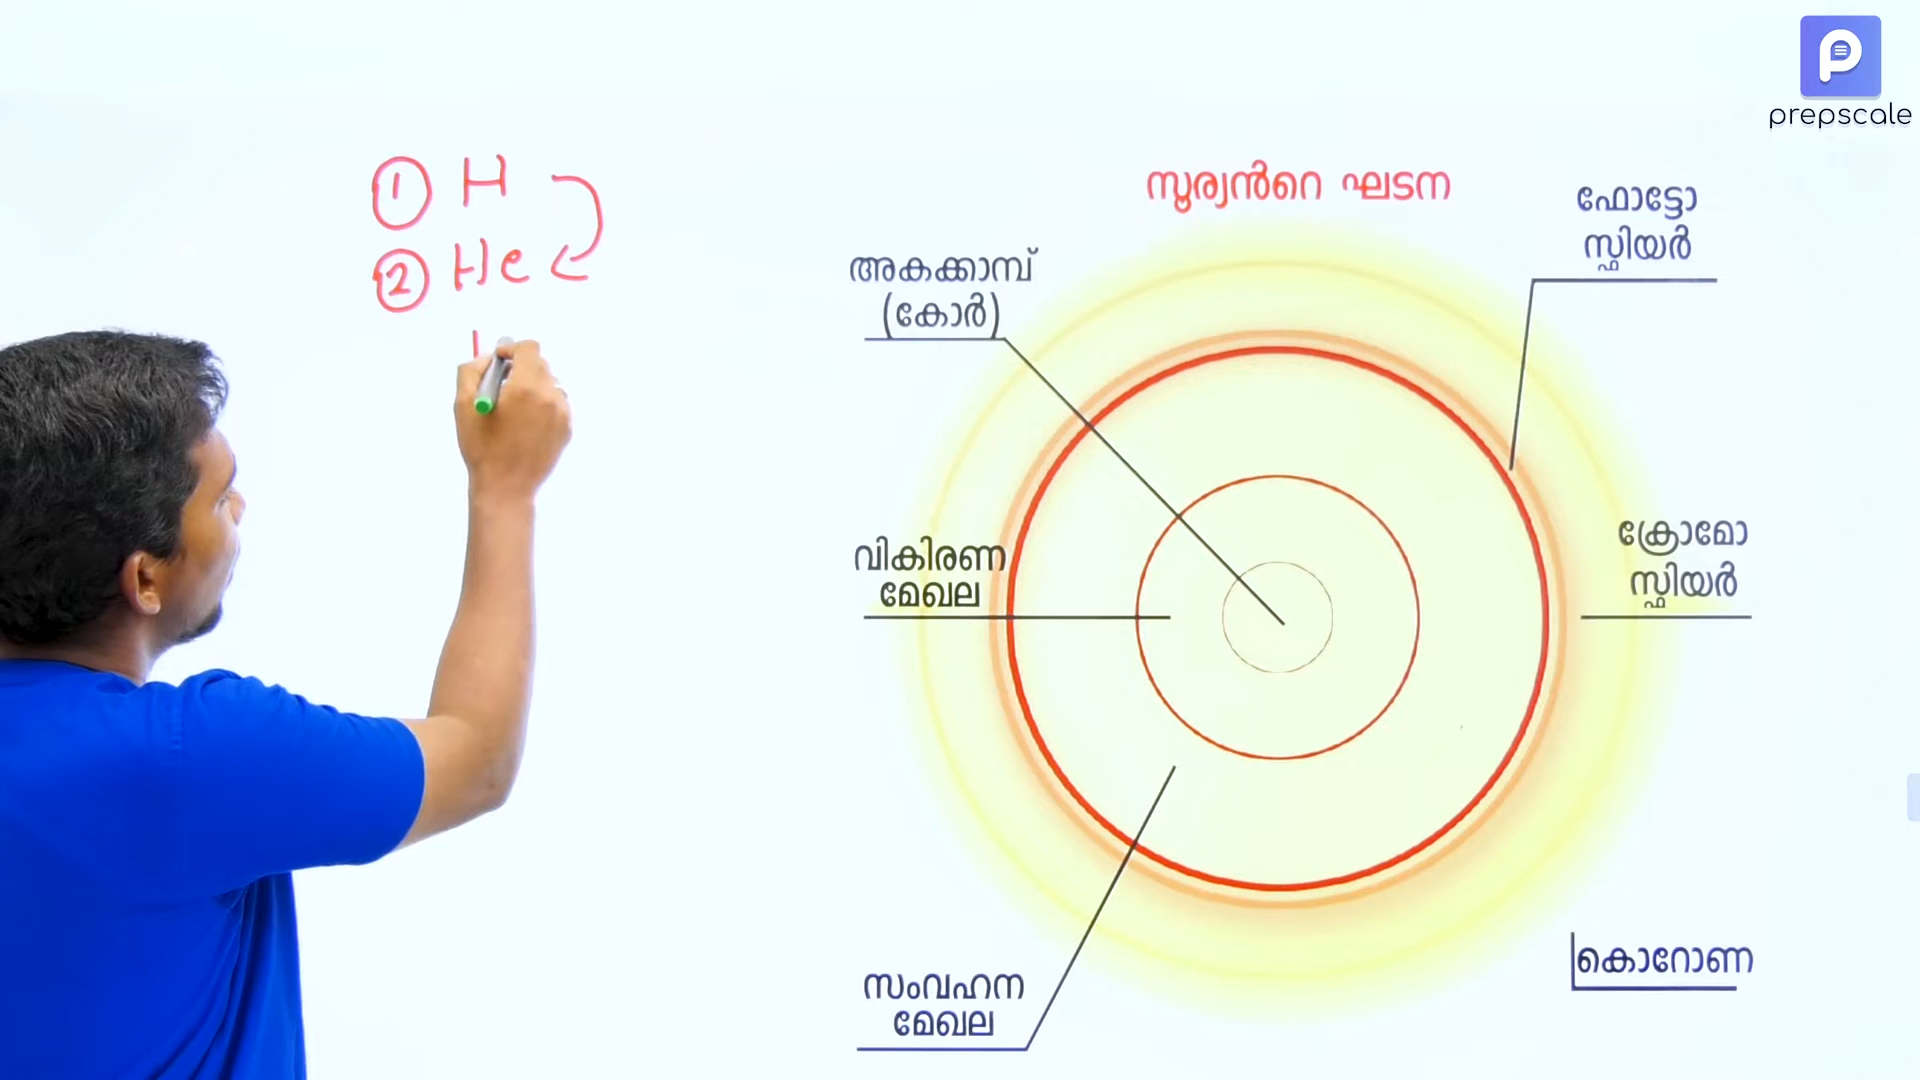 prepscale
① H
② He
സൂര്യൻറെ ഘടന
ഫോട്ടോ
സ്ഫിയർ
അകക്കാമ്പ്
(കോർ)
ക്രോമോ
സ്ഫിയർ
വികിരണ
മേഖല
കൊറോണ
സംവഹന
മേഖല